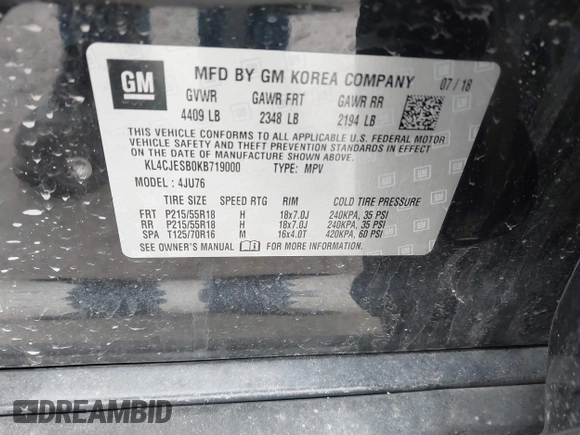 GM
MFD BY GM KOREA COMPANY 07/18
GVWR GAWR FRT GAWR RR
4409 LB 2348 LB 2194 LB
THIS VEHICLE CONFORMS TO ALL APPLICABLE U.S. FEDERAL MOTOR
VEHICLE SAFETY, BUMPER, AND THEFT PREVENTION STANDARDS IN
EFFECT ON THE DATE OF MANUFACTURE SHOWN ABOVE.
KL4CJESB0KB719000 TYPE: MPV
MODEL : 4JU76
TIRE SIZE SPEED RTG RIM COLD TIRE PRESSURE
FRT P215/55R18 H 18x7.0J 240KPA, 35 PSI
RR P215/55R18 H 18x7.0J 240KPA, 35 PSI
SPA T125/70R16 M 16x4.0T 420KPA, 60 PSI
SEE OWNER'S MANUAL FOR MORE INFORMATION.
DREAMBID